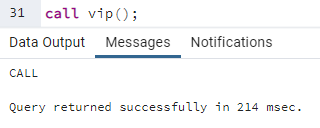 31 call vip();
Data Output Messages Notifications
CALL
Query returned successfully in 214 msec.